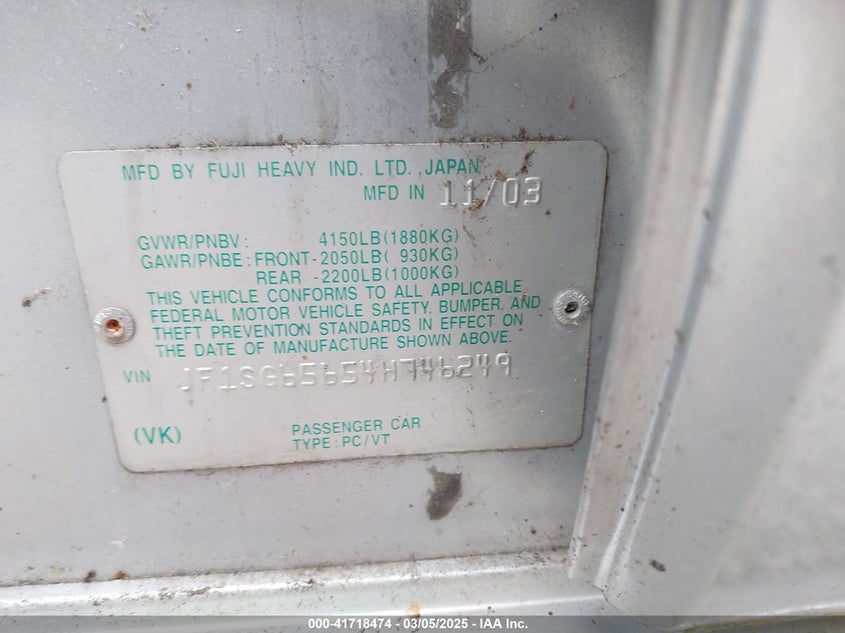 MFD BY FUJI HEAVY IND. LTD., JAPAN
MFD IN 11/03
GVWR/PNBV: 4150LB(1880KG)
GAWR/PNBE: FRONT-2050LB( 930KG)
REAR -2200LB(1000KG)
THIS VEHICLE CONFORMS TO ALL APPLICABLE
FEDERAL MOTOR VEHICLE SAFETY, BUMPER, AND
THEFT PREVENTION STANDARDS IN EFFECT ON
THE DATE OF MANUFACTURE SHOWN ABOVE.
VIN JF1SG65654H746249
(VK)
PASSENGER CAR
TYPE: PC/VT
000-41718474 - 03/05/2025 - IAA Inc.